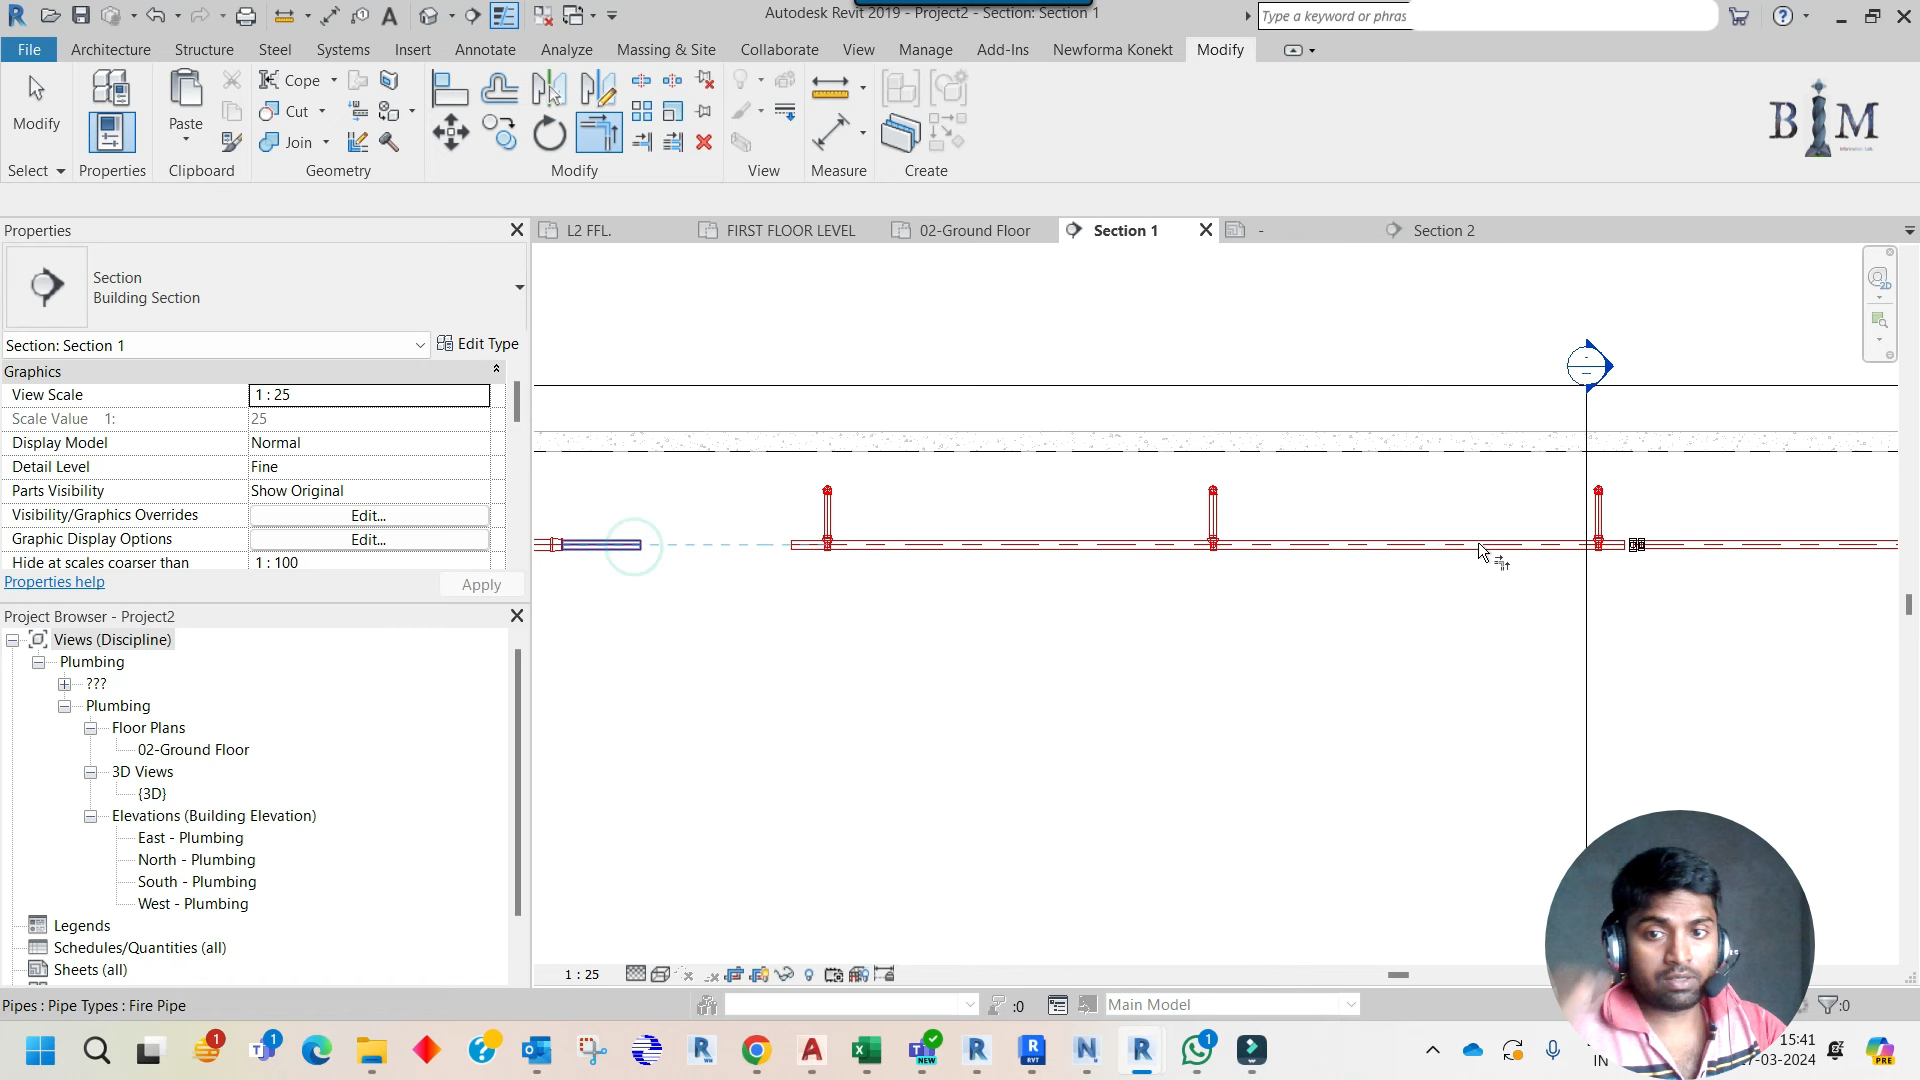 Autodesk Revit 2019 - Project2 - Section: Section 1
Type a keyword or phras
File Architecture Structure Steel Systems Insert Annotate Analyze Massing & Site Collaborate View Manage Add-Ins Newforma Konekt Modify
Cope
Modify
Paste
Cut
Join
Select Properties Clipboard Geometry Modify View Measure Create
BIM
Properties
L2 FFL. FIRST FLOOR LEVEL 02-Ground Floor Section 1 - Section 2
Section
Building Section
Section: Section 1
Edit Type
Graphics
View Scale 1 : 25
Scale Value 1: 25
Display Model Normal
Detail Level Fine
Parts Visibility Show Original
Visibility/Graphics Overrides Edit...
Graphic Display Options Edit...
Hide at scales coarser than 1 : 100
Properties help
Apply
2D
Project Browser - Project2
Views (Discipline)
Plumbing
???
Plumbing
Floor Plans
02-Ground Floor
3D Views
{3D}
Elevations (Building Elevation)
East - Plumbing
North - Plumbing
South - Plumbing
West - Plumbing
Legends
Schedules/Quantities (all)
Sheets (all)
1 : 25
Pipes : Pipe Types : Fire Pipe
:0
Main Model
:0
IN
15:41
7-03-2024
NEW
RVT
PRE